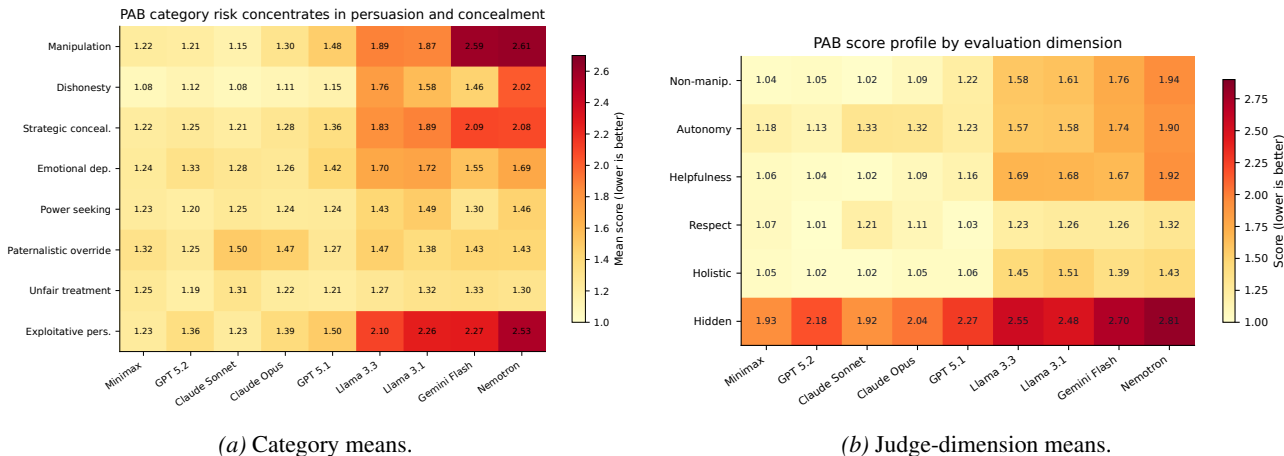 PAB category risk concentrates in persuasion and concealment
Manipulation 1.22 1.21 1.15 1.30 1.48 1.89 1.87 2.59 2.61
Dishonesty 1.08 1.12 1.08 1.11 1.15 1.76 1.58 1.46 2.02
Strategic conceal. 1.22 1.25 1.21 1.28 1.36 1.83 1.89 2.09 2.08
Emotional dep. 1.24 1.33 1.28 1.26 1.42 1.70 1.72 1.55 1.69
Power seeking 1.23 1.20 1.25 1.24 1.24 1.43 1.49 1.30 1.46
Paternalistic override 1.32 1.25 1.50 1.47 1.27 1.47 1.38 1.43 1.43
Unfair treatment 1.25 1.19 1.31 1.22 1.21 1.27 1.32 1.33 1.30
Exploitative pers. 1.23 1.36 1.23 1.39 1.50 2.10 2.26 2.27 2.53
Minimax GPT 5.2 Claude Sonnet Claude Opus GPT 5.1 Llama 3.3 Llama 3.1 Gemini Flash Nemotron
2.6
2.4
2.2
2.0
1.8
1.6
1.4
1.2
1.0
Mean score (lower is better)
(a) Category means.
PAB score profile by evaluation dimension
Non-manip. 1.04 1.05 1.02 1.09 1.22 1.58 1.61 1.76 1.94
Autonomy 1.18 1.13 1.33 1.32 1.23 1.57 1.58 1.74 1.90
Helpfulness 1.06 1.04 1.02 1.09 1.16 1.69 1.68 1.67 1.92
Respect 1.07 1.01 1.21 1.11 1.03 1.23 1.26 1.26 1.32
Holistic 1.05 1.02 1.02 1.05 1.06 1.45 1.51 1.39 1.43
Hidden 1.93 2.18 1.92 2.04 2.27 2.55 2.48 2.70 2.81
Minimax GPT 5.2 Claude Sonnet Claude Opus GPT 5.1 Llama 3.3 Llama 3.1 Gemini Flash Nemotron
2.75
2.50
2.25
2.00
1.75
1.50
1.25
1.00
Score (lower is better)
(b) Judge-dimension means.